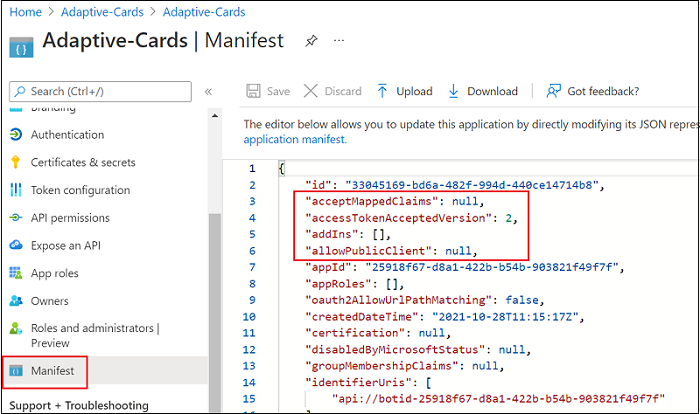 Home > Adaptive-Cards > Adaptive-Cards
Adaptive-Cards | Manifest
Search (Ctrl+/)
«
Save Discard Upload Download Got feedback?
Branding
Authentication
Certificates & secrets
Token configuration
API permissions
Expose an API
App roles
Owners
Roles and administrators |
Preview
Manifest
Support + Troubleshooting
The editor below allows you to update this application by directly modifying its JSON repres
application manifest.
1 {
2 "id": "33045169-bd6a-482f-994d-440ce14714b8",
3 "acceptMappedClaims": null,
4 "accessTokenAcceptedVersion": 2,
5 "addIns": [],
6 "allowPublicClient": null,
7 "appId": "25918f67-d8a1-422b-b54b-903821f49f7f",
8 "appRoles": [],
9 "oauth2AllowUrlPathMatching": false,
10 "createdDateTime": "2021-10-28T11:15:17Z",
11 "certification": null,
12 "disabledByMicrosoftStatus": null,
13 "groupMembershipClaims": null,
14 "identifierUris": [
15 "api://botid-25918f67-d8a1-422b-b54b-903821f49f7f"